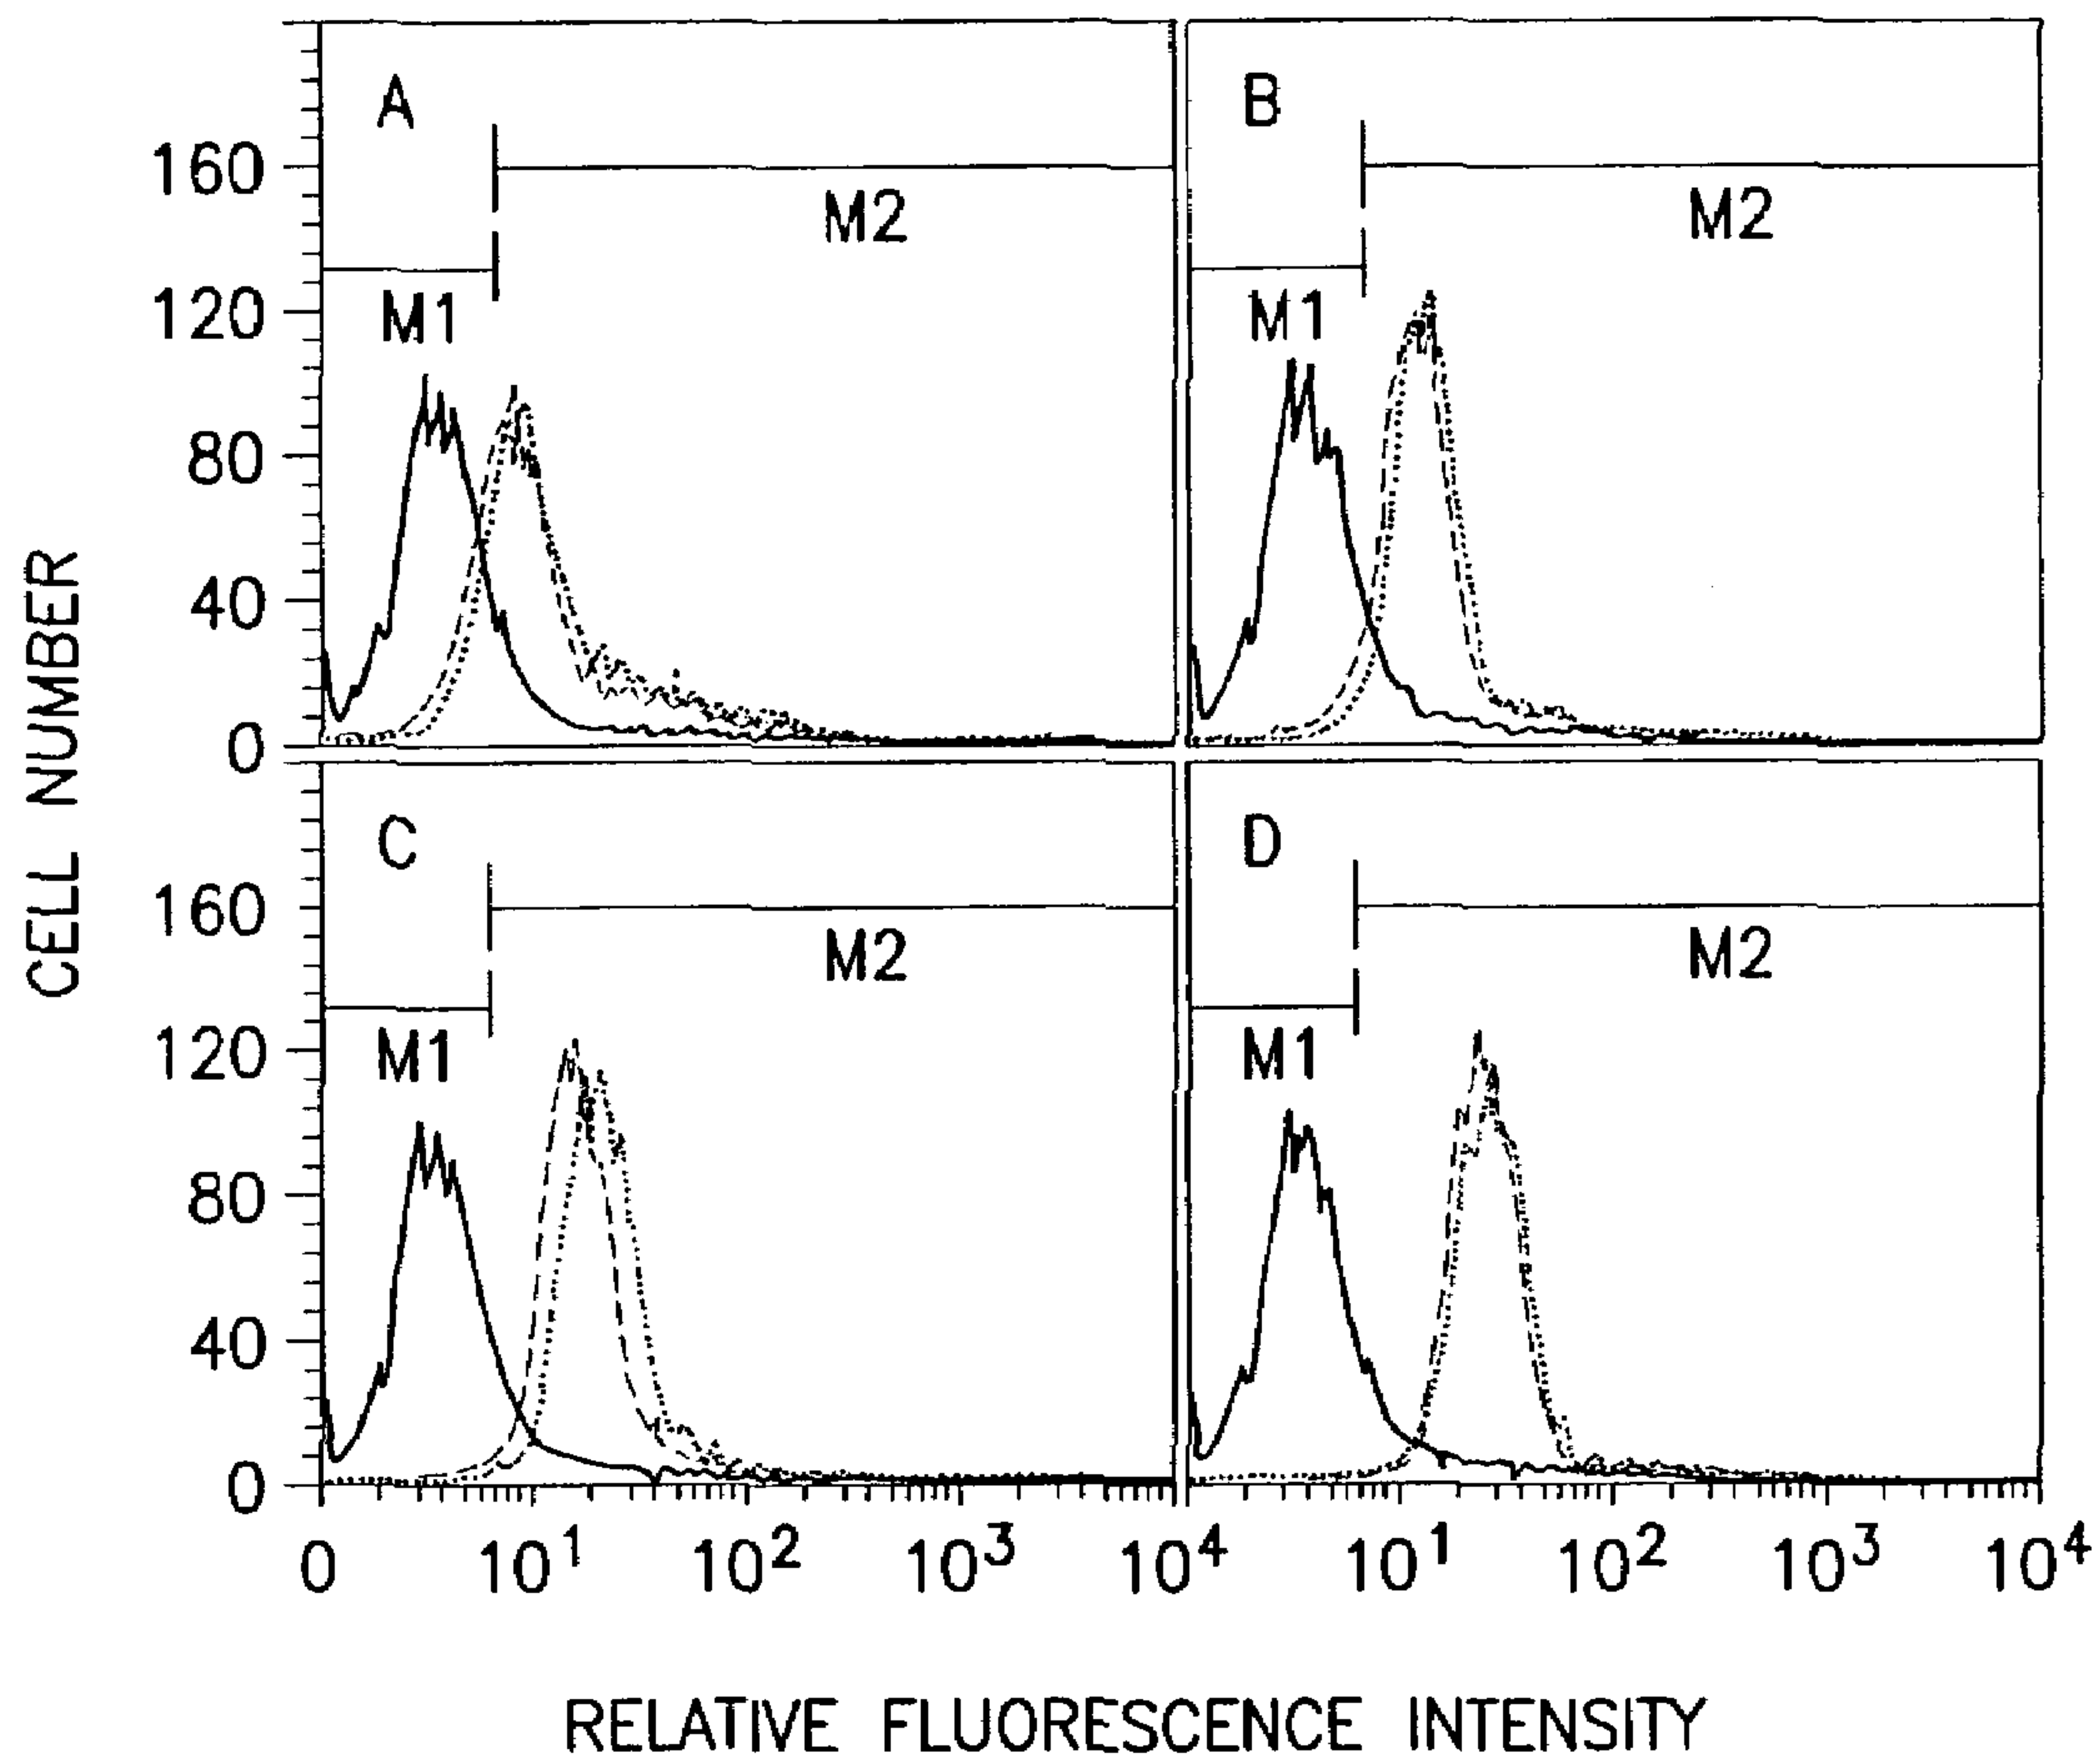 A
B
160
M2
M2
120
M1
M1
80
40
0
CELL NUMBER
C
D
160
M2
M2
120
M1
M1
80
40
0
0 10¹ 10² 10³ 10⁴ 10¹ 10² 10³ 10⁴
RELATIVE FLUORESCENCE INTENSITY